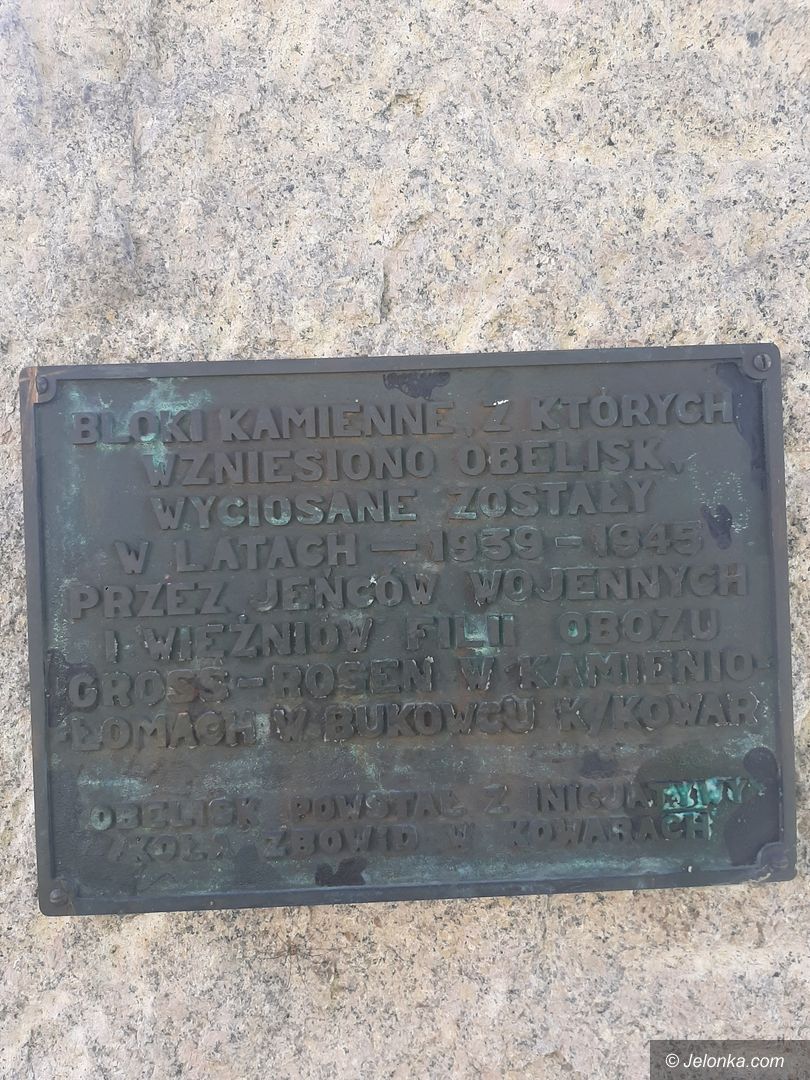 BLOKI KAMIENNE, Z KTÓRYCH
WZNIESIONO OBELISK,
WYCIOSANE ZOSTAŁY
W LATACH — 1939 - 1945
PRZEZ JEŃCÓW WOJENNYCH
I WIĘŹNIÓW FILII OBOZU
GROSS-ROSEN W KAMIENIO-
ŁOMACH W BUKOWCU K/KOWAR
OBELISK POWSTAŁ Z INICJATYWY
KOŁA ZBOWID W KOWARACH
© Jelonka.com